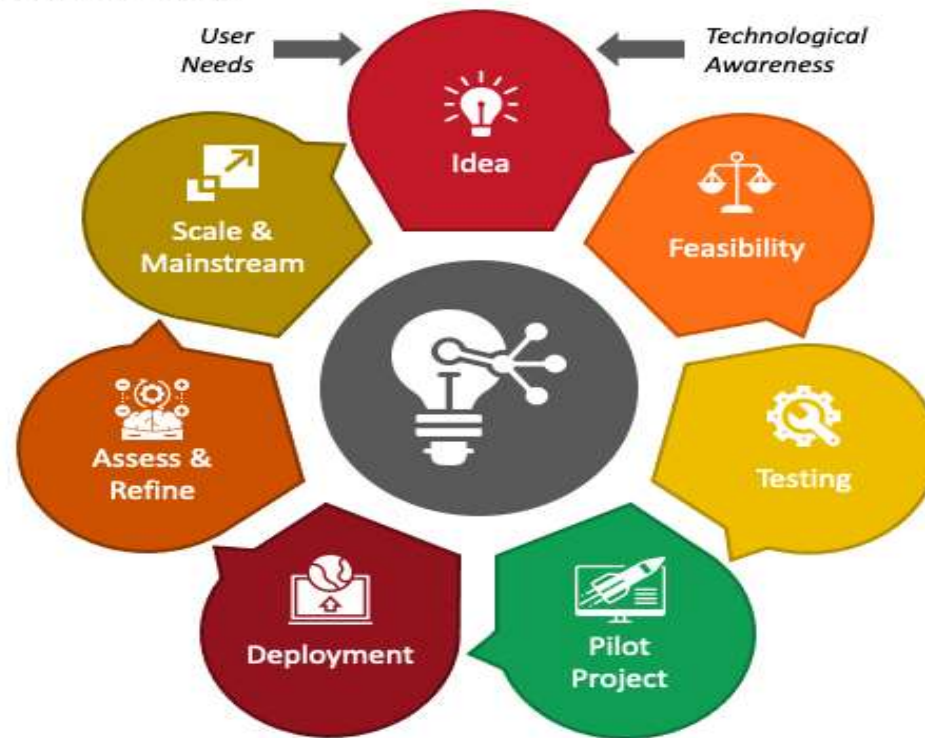 User
Needs
Technological
Awareness
Idea
Feasibility
Testing
Pilot
Project
Deployment
Assess &
Refine
Scale &
Mainstream